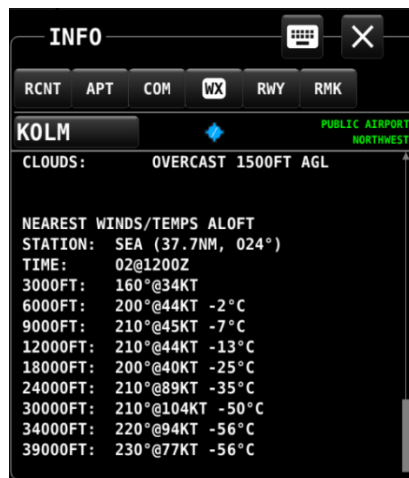 INFO
RCNT APT COM WX RWY RMK
KOLM
PUBLIC AIRPORT
NORTHWEST
CLOUDS: OVERCAST 1500FT AGL
NEAREST WINDS/TEMPS ALOFT
STATION: SEA (37.7NM, 024°)
TIME: 02@1200Z
3000FT: 160°@34KT
6000FT: 200°@44KT -2°C
9000FT: 210°@45KT -7°C
12000FT: 210°@44KT -13°C
18000FT: 200°@40KT -25°C
24000FT: 210°@89KT -35°C
30000FT: 210°@104KT -50°C
34000FT: 220°@94KT -56°C
39000FT: 230°@77KT -56°C